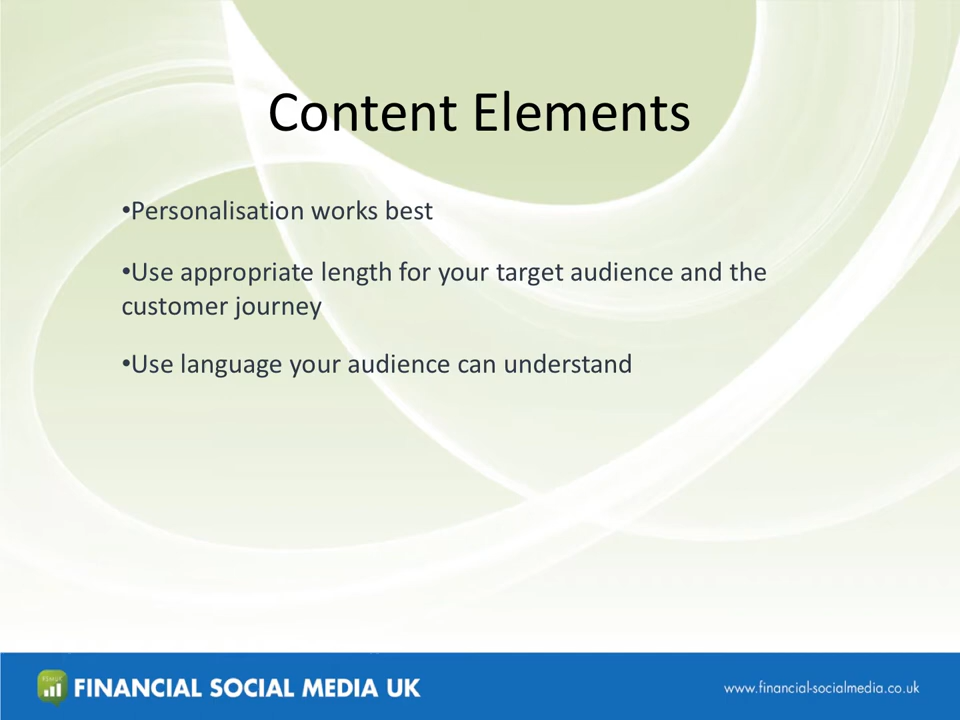 Content Elements
•Personalisation works best
•Use appropriate length for your target audience and the
customer journey
•Use language your audience can understand
FINANCIAL SOCIAL MEDIA UK
www.financial-socialmedia.co.uk